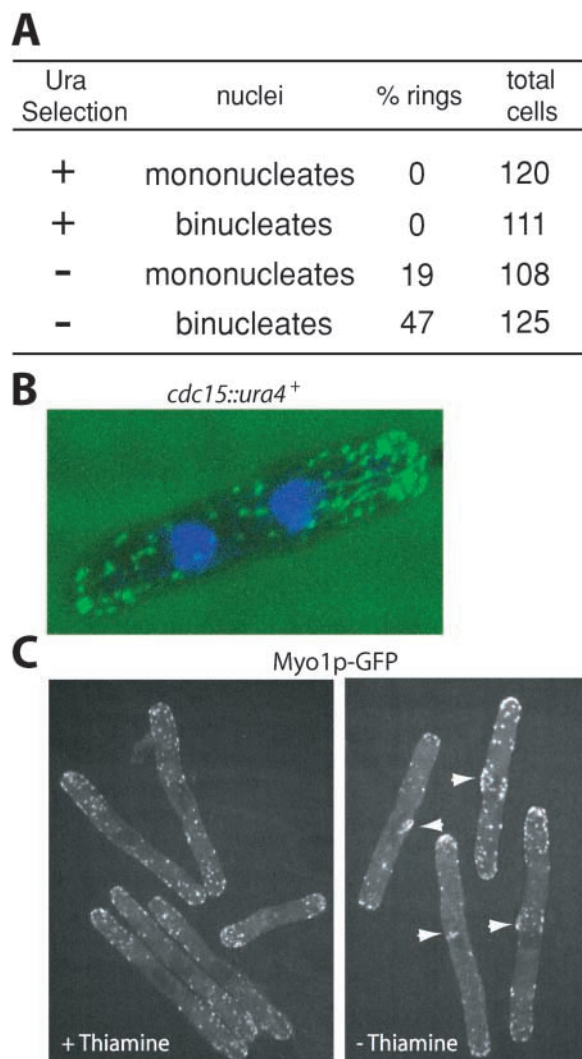 A
Ura Selection nuclei % rings total cells
+ mononucleates 0 120
+ binucleates 0 111
- mononucleates 19 108
- binucleates 47 125
B
cdc15::ura4+
C
Myo1p-GFP
+ Thiamine
- Thiamine